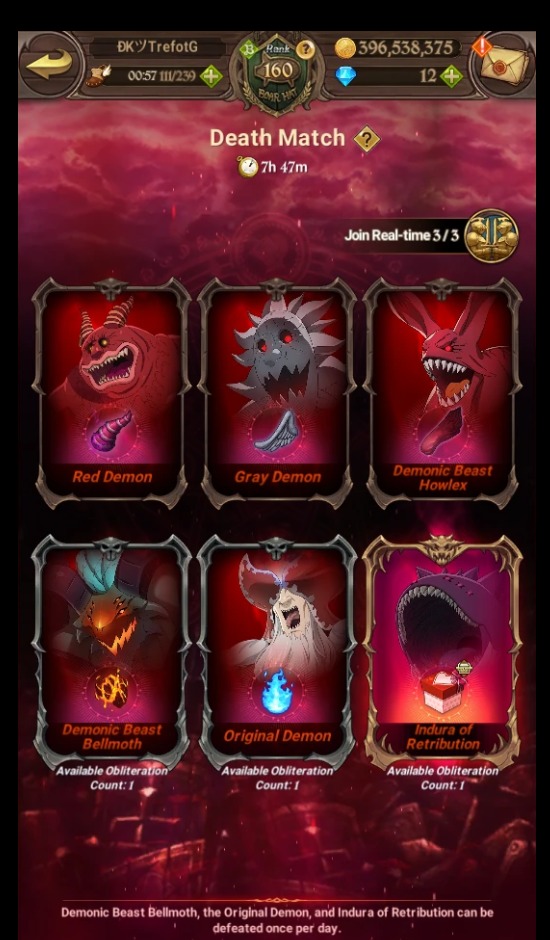 ĐKツTrefotG
Rank
?
396,538,375
!
00:57 111/239
160
12
BOAR HAT
Death Match ?
7h 47m
Join Real-time 3/3
Red Demon
Gray Demon
Demonic Beast
Howlex
Demonic Beast
Bellmoth
Original Demon
Indura of
Retribution
Available Obliteration
Count: 1
Available Obliteration
Count: 1
Available Obliteration
Count: 1
Demonic Beast Bellmoth, the Original Demon, and Indura of Retribution can be
defeated once per day.